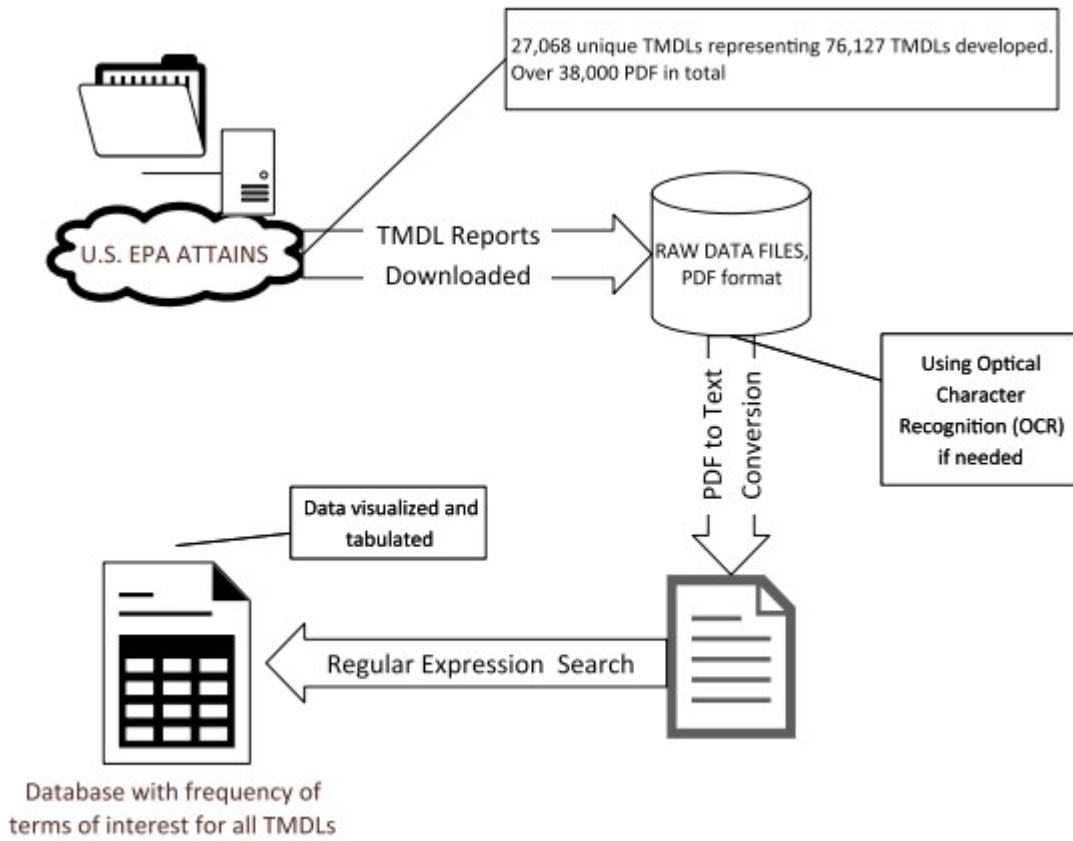 27,068 unique TMDLs representing 76,127 TMDLs developed.
Over 38,000 PDF in total
U.S. EPA ATTAINS
TMDL Reports
Downloaded
RAW DATA FILES,
PDF format
Using Optical
Character
Recognition (OCR)
if needed
PDF to Text
Conversion
Data visualized and
tabulated
Regular Expression Search
Database with frequency of
terms of interest for all TMDLs